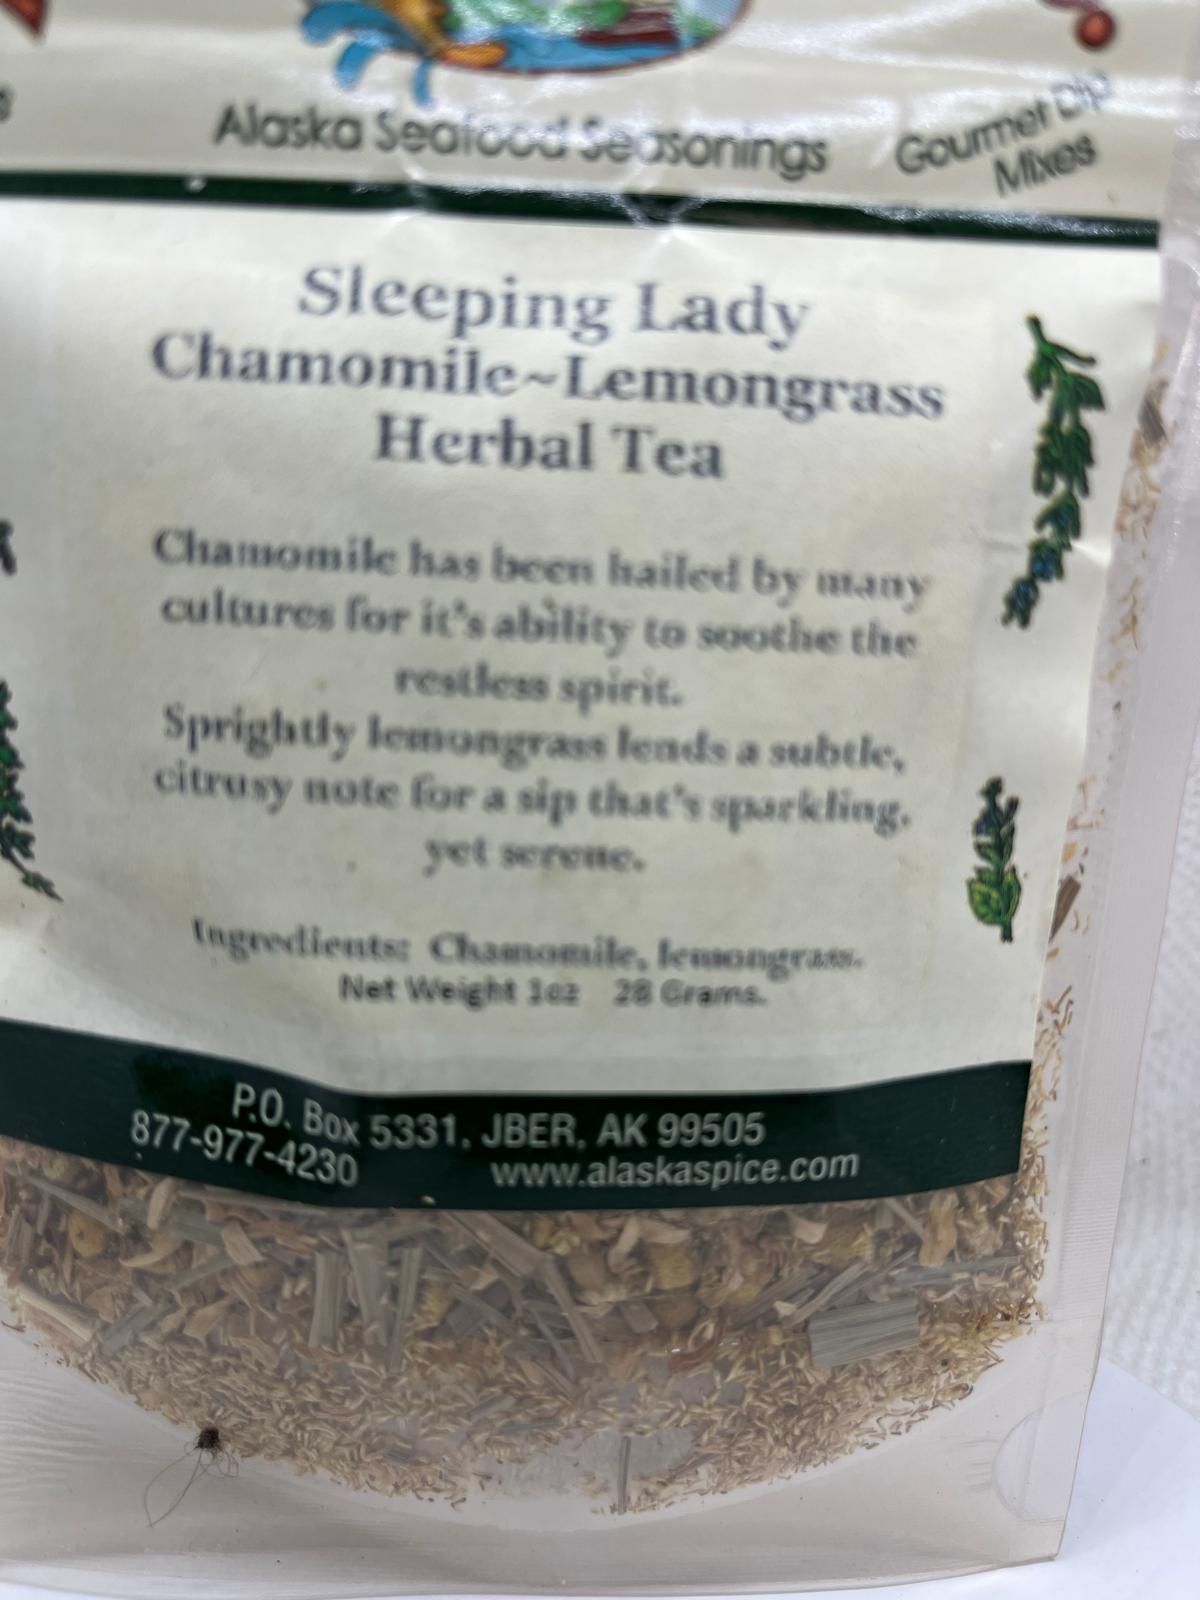 Alaska Seafood Seasonings
Gourmet Dip
Mixes
Sleeping Lady
Chamomile~Lemongrass
Herbal Tea
Chamomile has been hailed by many
cultures for it's ability to soothe the
restless spirit.
Sprightly lemongrass lends a subtle,
citrusy note for a sip that's sparkling,
yet serene.
Ingredients: Chamomile, lemongrass.
Net Weight 1oz 28 Grams.
P.O. Box 5331, JBER, AK 99505
877-977-4230 www.alaskaspice.com